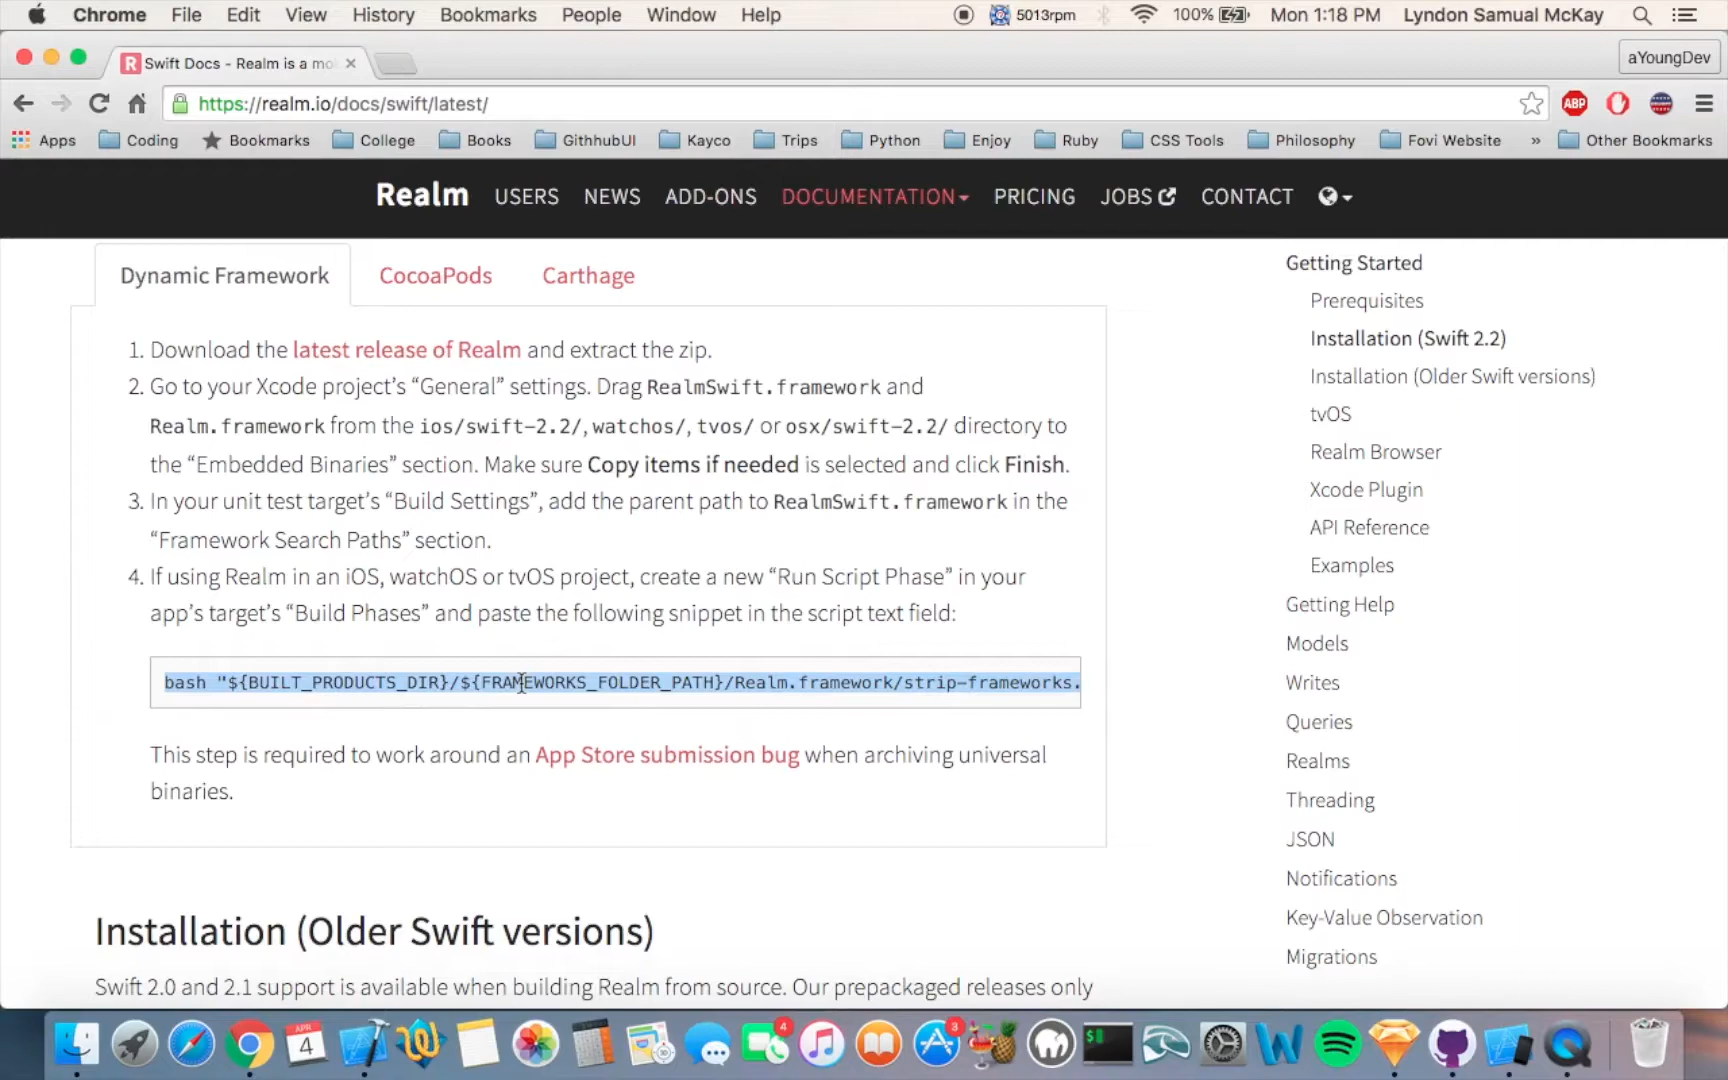 Chrome File Edit View History Bookmarks People Window Help 5013rpm 100% Mon 1:18 PM Lyndon Samual McKay
Swift Docs - Realm is a mo
aYoungDev
https://realm.io/docs/swift/latest/
ABP
Apps Coding Bookmarks College Books GithhubUI Kayco Trips Python Enjoy Ruby CSS Tools Philosophy Fovi Website » Other Bookmarks
Realm USERS NEWS ADD-ONS DOCUMENTATION PRICING JOBS CONTACT
Dynamic Framework CocoaPods Carthage
1. Download the latest release of Realm and extract the zip.
2. Go to your Xcode project’s “General” settings. Drag RealmSwift.framework and
Realm.framework from the ios/swift-2.2/, watchos/, tvos/ or osx/swift-2.2/ directory to
the “Embedded Binaries” section. Make sure Copy items if needed is selected and click Finish.
3. In your unit test target’s “Build Settings”, add the parent path to RealmSwift.framework in the
“Framework Search Paths” section.
4. If using Realm in an iOS, watchOS or tvOS project, create a new “Run Script Phase” in your
app’s target’s “Build Phases” and paste the following snippet in the script text field:
bash "${BUILT_PRODUCTS_DIR}/${FRAMEWORKS_FOLDER_PATH}/Realm.framework/strip-frameworks.
This step is required to work around an App Store submission bug when archiving universal
binaries.
Installation (Older Swift versions)
Swift 2.0 and 2.1 support is available when building Realm from source. Our prepackaged releases only
Getting Started
Prerequisites
Installation (Swift 2.2)
Installation (Older Swift versions)
tvOS
Realm Browser
Xcode Plugin
API Reference
Examples
Getting Help
Models
Writes
Queries
Realms
Threading
JSON
Notifications
Key-Value Observation
Migrations
APR
4
4
3
$